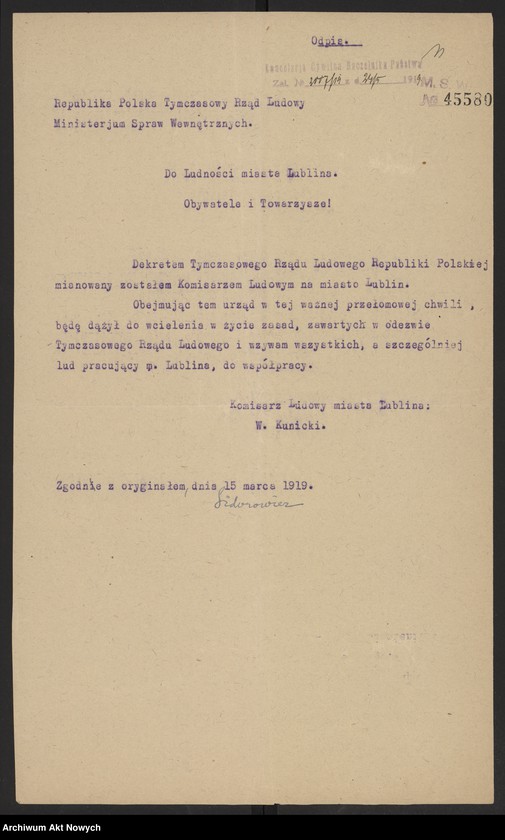 Odpis.
Kancelarja Cywilna Naczelnika Państwa
Zał. № 1919
M. S. W.
№ 45580
Republika Polska Tymczasowy Rząd Ludowy
Ministerjum Spraw Wewnętrznych.
Do Ludności miasta Lublina.
Obywatele i Towarzysze!
Dekretem Tymczasowego Rządu Ludowego Republiki Polskiej
mianowany zostałem Komisarzem Ludowym na miasto Lublin.
Obejmując tem urząd w tej ważnej przełomowej chwili ,
będę dążył do wcielenia w życie zasad, zawartych w odezwie
Tymczasowego Rządu Ludowego i wzywam wszystkich, a szczególniej
lud pracujący m. Lublina, do współpracy.
Komisarz Ludowy miasta Lublina:
W. Kunicki.
Zgodnie z oryginałem, dnia 15 marca 1919.
Sidorowicz
Archiwum Akt Nowych